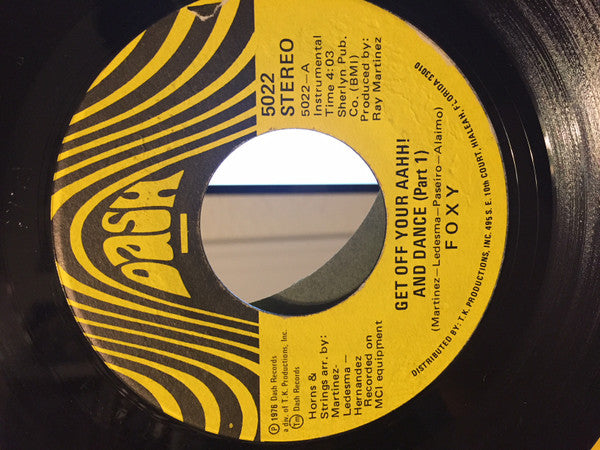 DASH
5022
STEREO
5022-A
Instrumental
Time 4:03
Sherlyn Pub.
Co. (BMI)
Produced by:
Ray Martinez
GET OFF YOUR AAHH!
AND DANCE (Part 1)
(Martinez-Ledesma-Paseiro-Alaimo)
FOXY
Horns &
Strings arr. by:
Martinez-
Ledesma-
Hernandez
Recorded on
MCI equipment
Ⓟ 1976 Dash Records
a div. of T.K. Productions, Inc.
Tm Dash Records
DISTRIBUTED BY: T.K. PRODUCTIONS, INC. 495 S.E. 10th COURT, HIALEAH, FLORIDA 33010